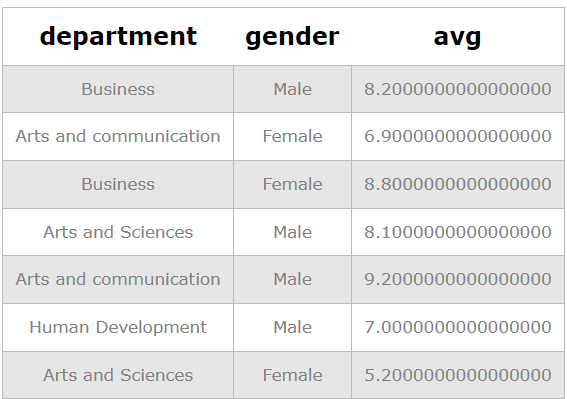 department gender avg
Business Male 8.2000000000000000
Arts and communication Female 6.9000000000000000
Business Female 8.8000000000000000
Arts and Sciences Male 8.1000000000000000
Arts and communication Male 9.2000000000000000
Human Development Male 7.0000000000000000
Arts and Sciences Female 5.2000000000000000